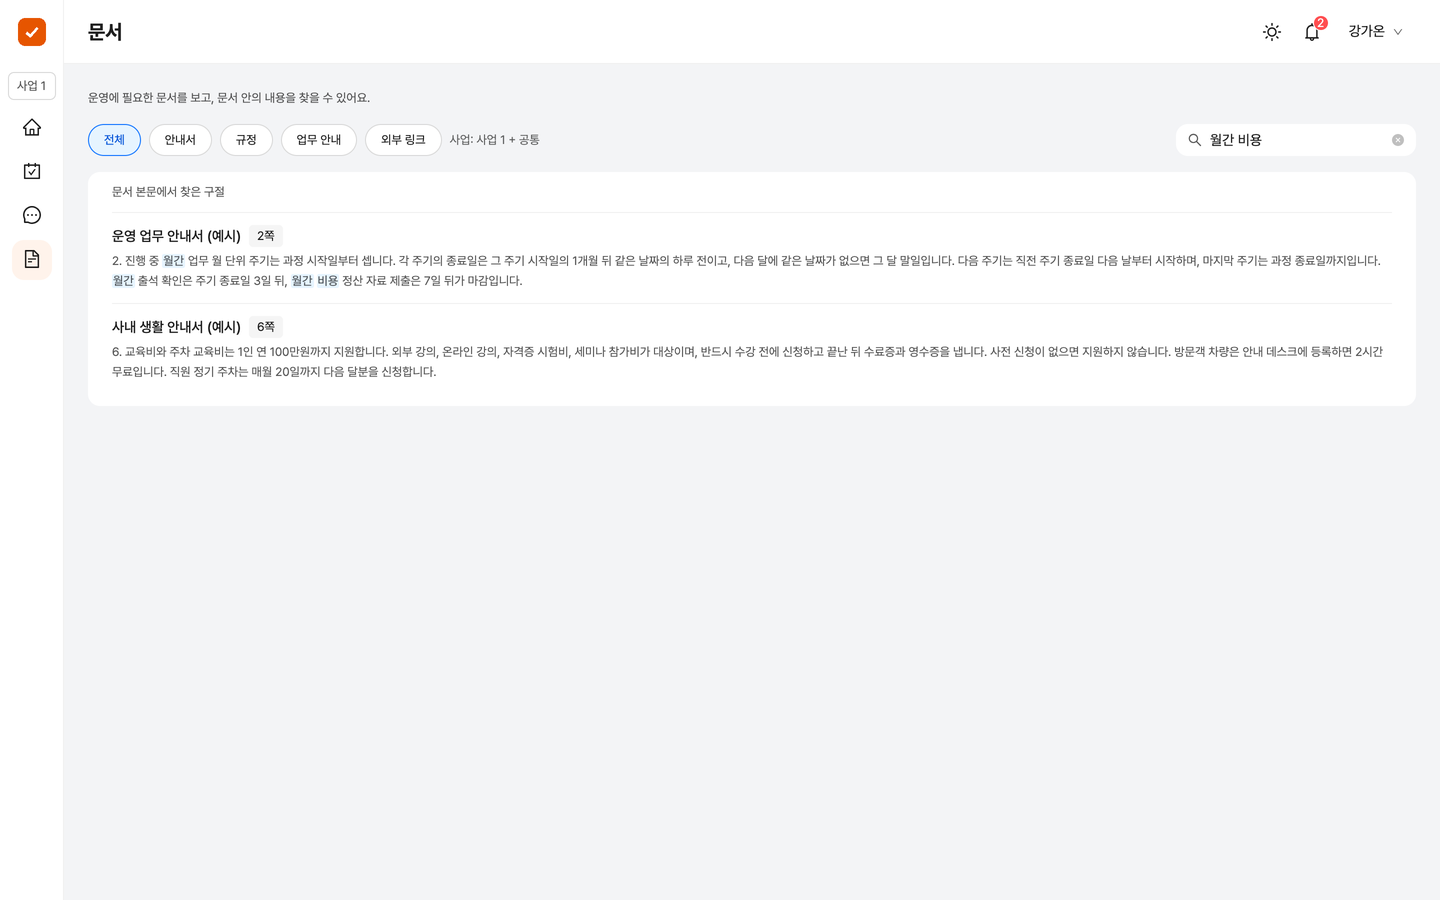 문서
2
강가온
사업 1
운영에 필요한 문서를 보고, 문서 안의 내용을 찾을 수 있어요.
전체
안내서
규정
업무 안내
외부 링크
사업: 사업 1 + 공통
월간 비용
문서 본문에서 찾은 구절
운영 업무 안내서 (예시) 2쪽
2. 진행 중 월간 업무 월 단위 주기는 과정 시작일부터 셉니다. 각 주기의 종료일은 그 주기 시작일의 1개월 뒤 같은 날짜의 하루 전이고, 다음 달에 같은 날짜가 없으면 그 달 말일입니다. 다음 주기는 직전 주기 종료일 다음 날부터 시작하며, 마지막 주기는 과정 종료일까지입니다.
월간 출석 확인은 주기 종료일 3일 뒤, 월간 비용 정산 자료 제출은 7일 뒤가 마감입니다.
사내 생활 안내서 (예시) 6쪽
6. 교육비와 주차 교육비는 1인 연 100만원까지 지원합니다. 외부 강의, 온라인 강의, 자격증 시험비, 세미나 참가비가 대상이며, 반드시 수강 전에 신청하고 끝난 뒤 수료증과 영수증을 냅니다. 사전 신청이 없으면 지원하지 않습니다. 방문객 차량은 안내 데스크에 등록하면 2시간
무료입니다. 직원 정기 주차는 매월 20일까지 다음 달분을 신청합니다.